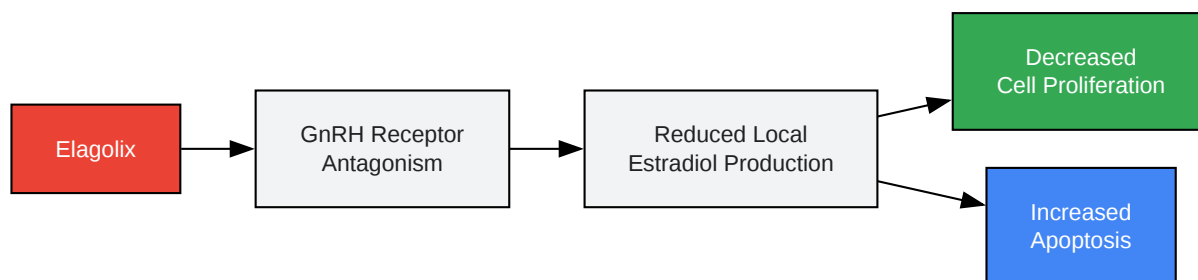 Elagolix
GnRH Receptor
Antagonism
Reduced Local
Estradiol Production
Decreased
Cell Proliferation
Increased
Apoptosis